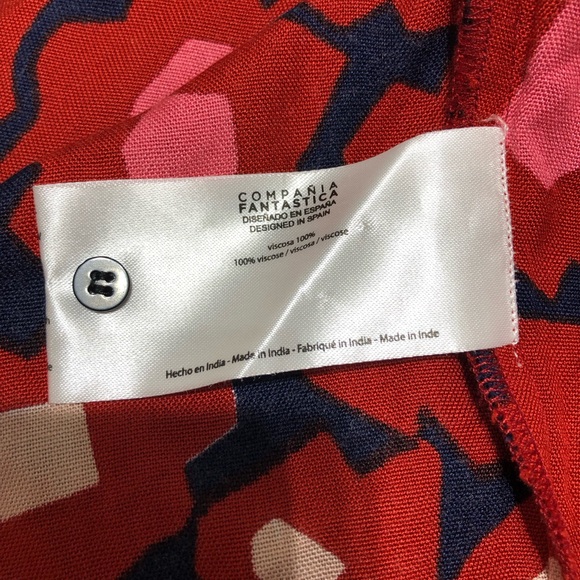 COMPAÑIA
FANTASTICA
DISEÑADO EN ESPAÑA
DESIGNED IN SPAIN
viscosa 100%
100% viscose / viscosa / viscose
Hecho en India - Made in India - Fabriqué in India - Made in Inde